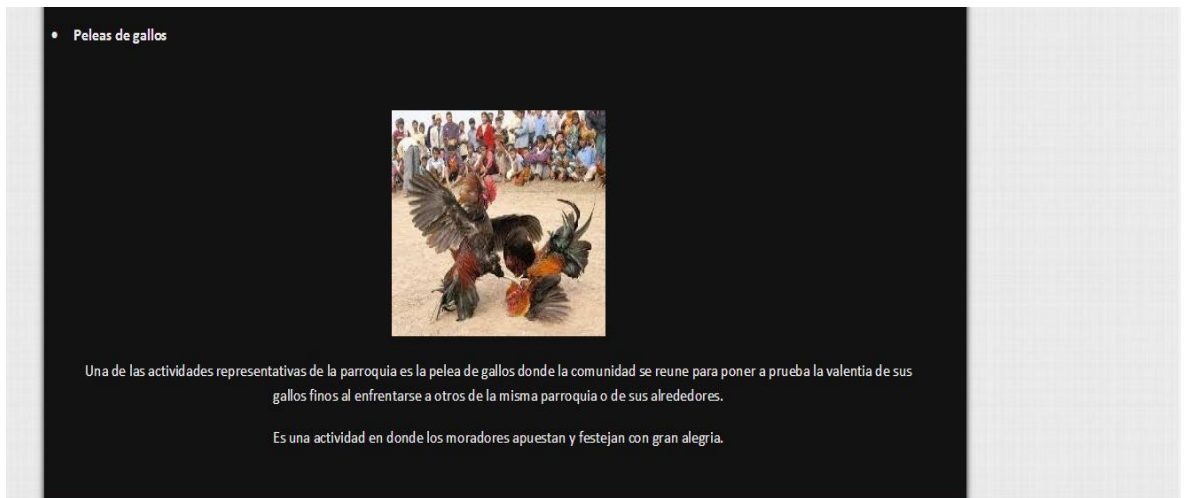 • Peleas de gallos
Una de las actividades representativas de la parroquia es la pelea de gallos donde la comunidad se reune para poner a prueba la valentia de sus
gallos finos al enfrentarse a otros de la misma parroquia o de sus alrededores.
Es una actividad en donde los moradores apuestan y festejan con gran alegria.